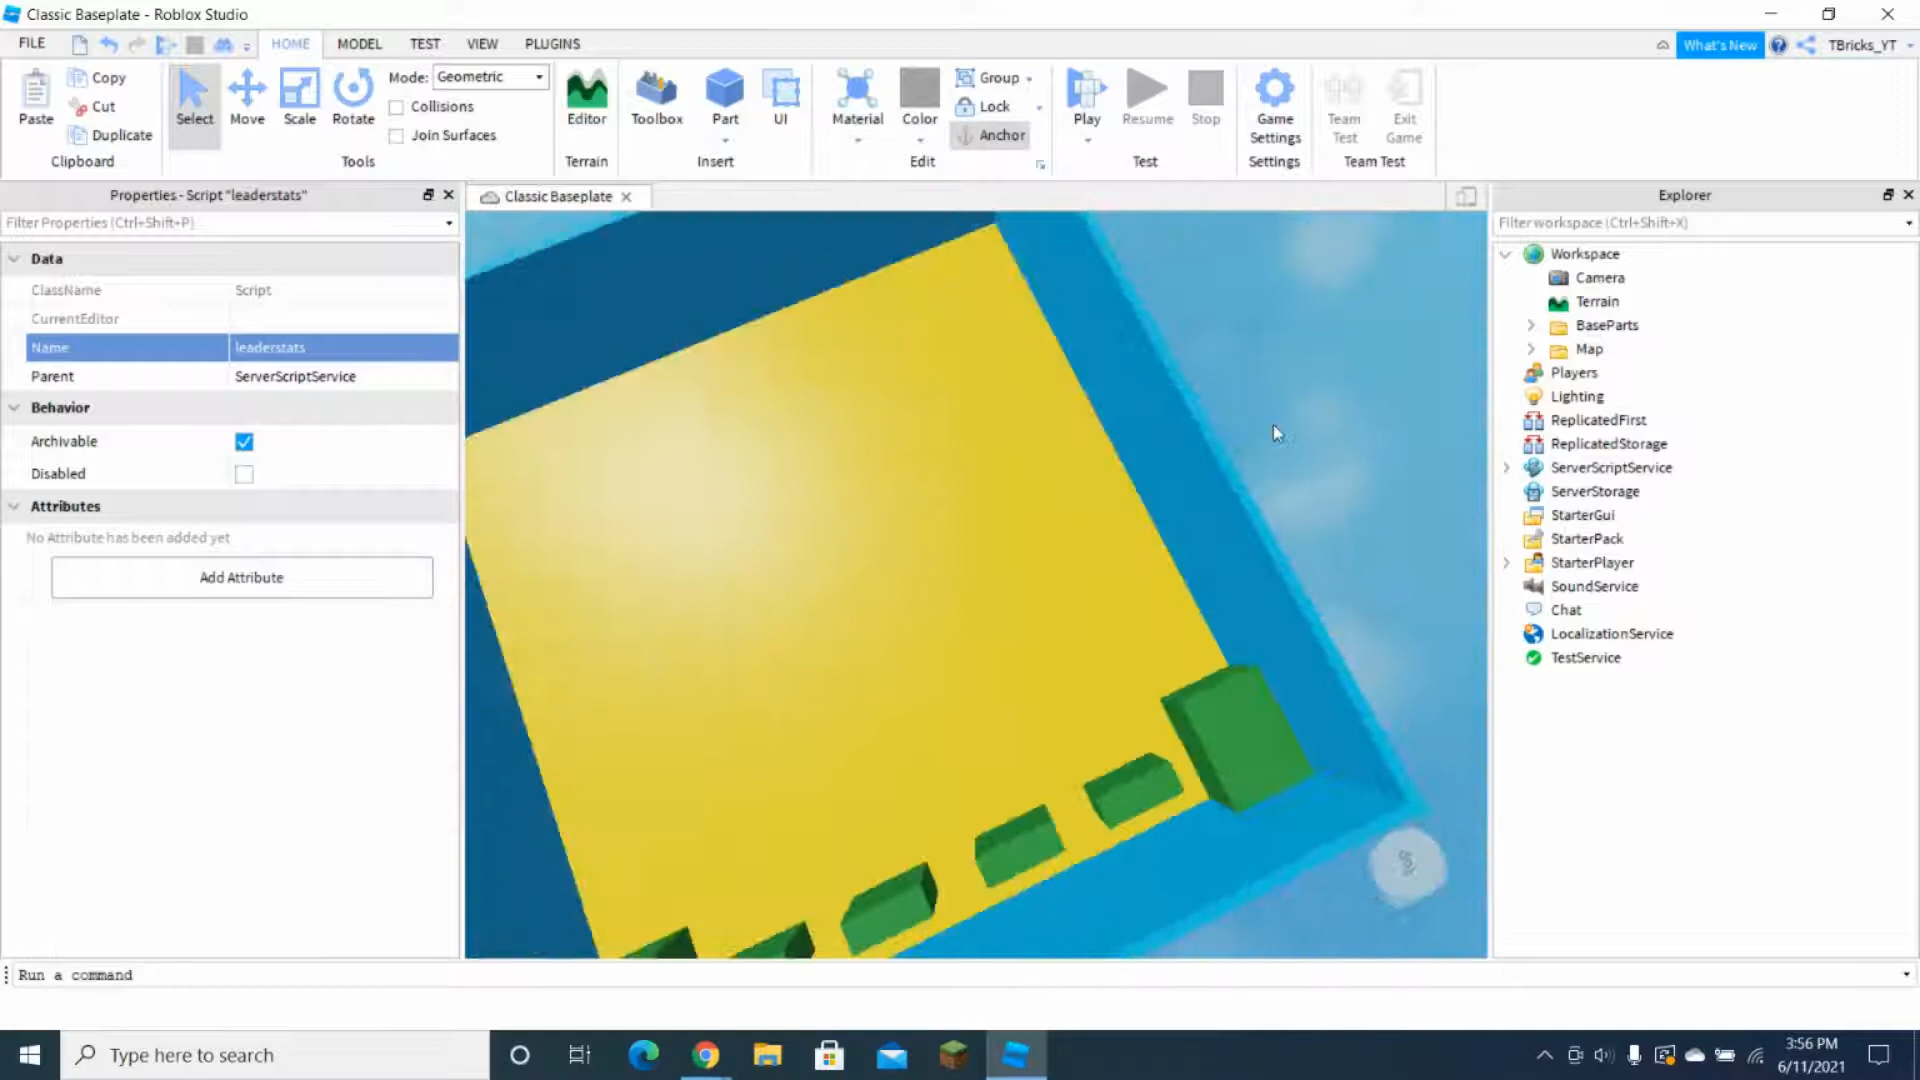 Classic Baseplate - Roblox Studio
FILE HOME MODEL TEST VIEW PLUGINS What's New TBricks_YT
Paste Copy Cut Duplicate Clipboard
Select Move Scale Rotate Mode: Geometric Collisions Join Surfaces Tools
Editor Terrain
Toolbox Part UI Insert
Material Color Group Lock Anchor Edit
Play Resume Stop Test
Game Settings Settings
Team Test Exit Game Team Test
Properties - Script "leaderstats"
Filter Properties (Ctrl+Shift+P)
Data
ClassName Script
CurrentEditor
Name leaderstats
Parent ServerScriptService
Behavior
Archivable
Disabled
Attributes
No Attribute has been added yet
Add Attribute
Classic Baseplate
Explorer
Filter workspace (Ctrl+Shift+X)
Workspace
Camera
Terrain
BaseParts
Map
Players
Lighting
ReplicatedFirst
ReplicatedStorage
ServerScriptService
ServerStorage
StarterGui
StarterPack
StarterPlayer
SoundService
Chat
LocalizationService
TestService
Run a command
Type here to search
3:56 PM
6/11/2021